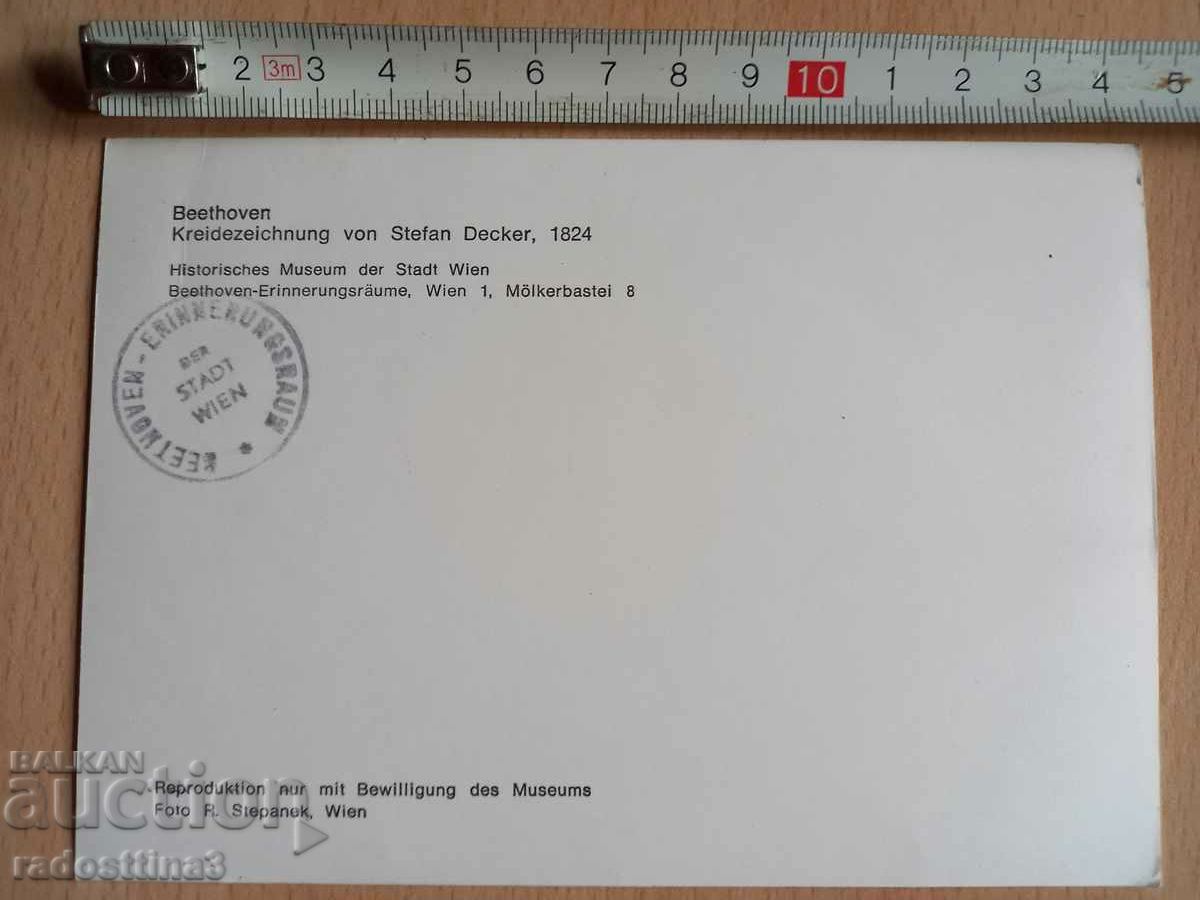 2 3m 3 4 5 6 7 8 9 10 1 2 3 4 5
Beethoven
Kreidezeichnung von Stefan Decker, 1824
Historisches Museum der Stadt Wien
Beethoven-Erinnerungsräume, Wien 1, Mölkerbastei 8
BEETHOVEN-ERINNERUNGSRAUM *
DER
STADT
WIEN
Reproduktion nur mit Bewilligung des Museums
Foto R. Stepanek, Wien
BALKAN
auction
radosttina3